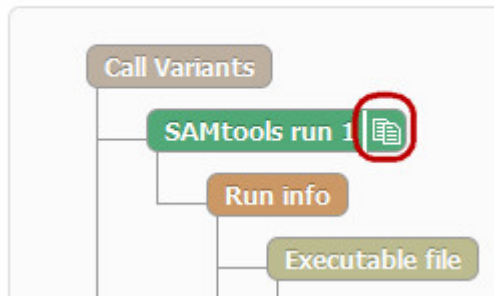 Call Variants
SAMtools run 1
Run info
Executable file